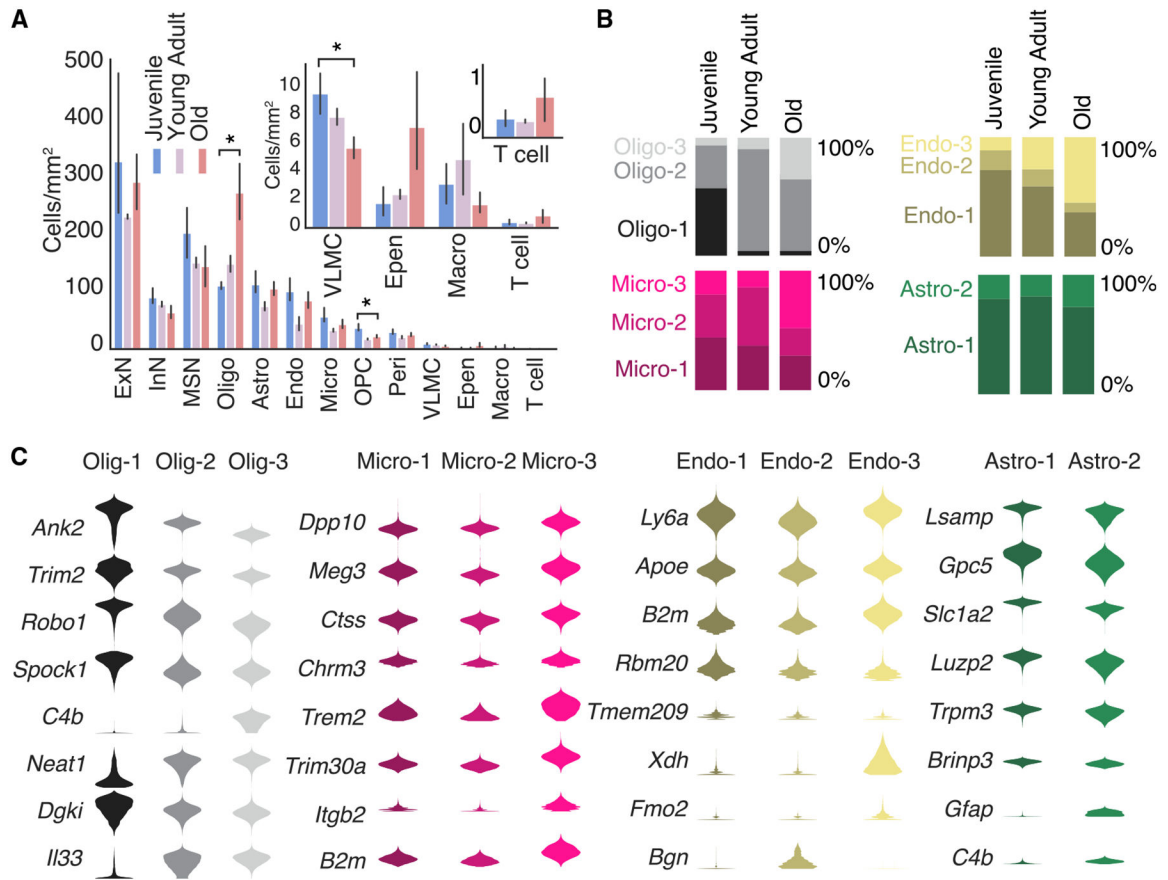 A
500
400
300
200
100
0
Cells/mm²
Juvenile
Young Adult
Old
*
*
ExN
InN
MSN
Oligo
Astro
Endo
Micro
OPC
Peri
VLMC
Epen
Macro
T cell
10
8
6
4
2
0
Cells/mm²
*
VLMC
Epen
Macro
T cell
1
0
T cell
B
Juvenile
Young Adult
Old
Oligo-3
Oligo-2
Oligo-1
100%
0%
Micro-3
Micro-2
Micro-1
100%
0%
Juvenile
Young Adult
Old
Endo-3
Endo-2
Endo-1
100%
0%
Astro-2
Astro-1
100%
0%
C
Olig-1 Olig-2 Olig-3
Ank2
Trim2
Robo1
Spock1
C4b
Neat1
Dgki
Il33
Micro-1 Micro-2 Micro-3
Dpp10
Meg3
Ctss
Chrm3
Trem2
Trim30a
Itgb2
B2m
Endo-1 Endo-2 Endo-3
Ly6a
Apoe
B2m
Rbm20
Tmem209
Xdh
Fmo2
Bgn
Astro-1 Astro-2
Lsamp
Gpc5
Slc1a2
Luzp2
Trpm3
Brinp3
Gfap
C4b